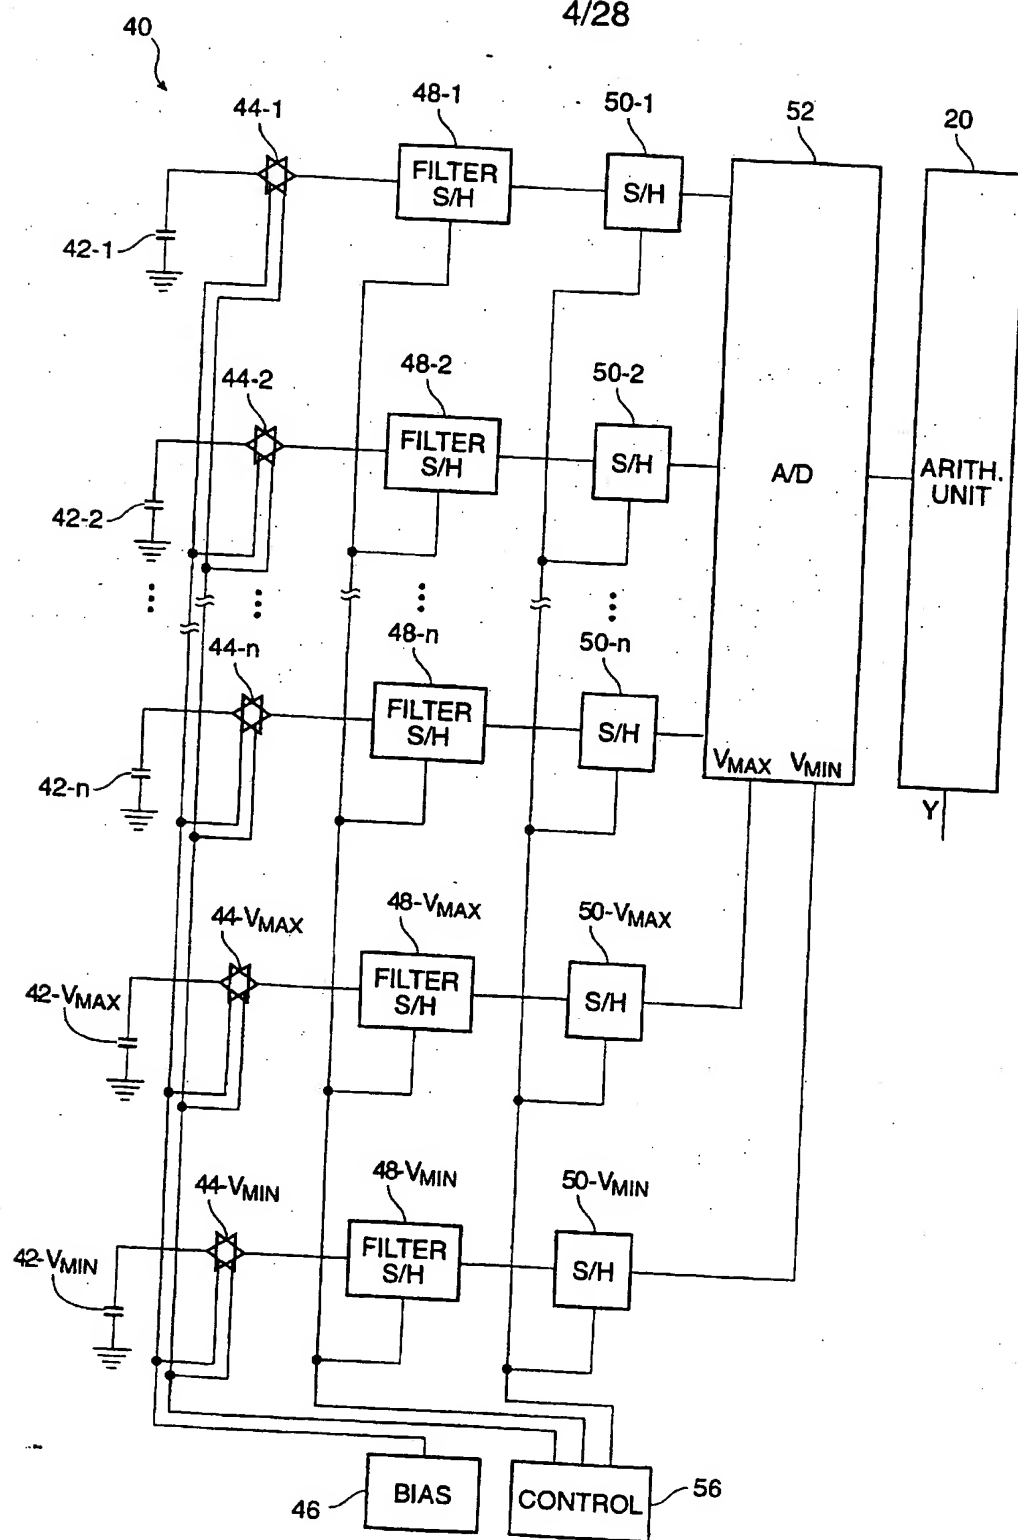 4/28
40
44-1
48-1
50-1
52
20
FILTER
S/H
S/H
42-1
44-2
48-2
50-2
FILTER
S/H
S/H
A/D
ARITH.
UNIT
42-2
44-n
48-n
50-n
FILTER
S/H
S/H
VMAX VMIN
42-n
Y
44-VMAX
48-VMAX
50-VMAX
FILTER
S/H
S/H
42-VMAX
44-VMIN
48-VMIN
50-VMIN
FILTER
S/H
S/H
42-VMIN
46
BIAS
CONTROL
56